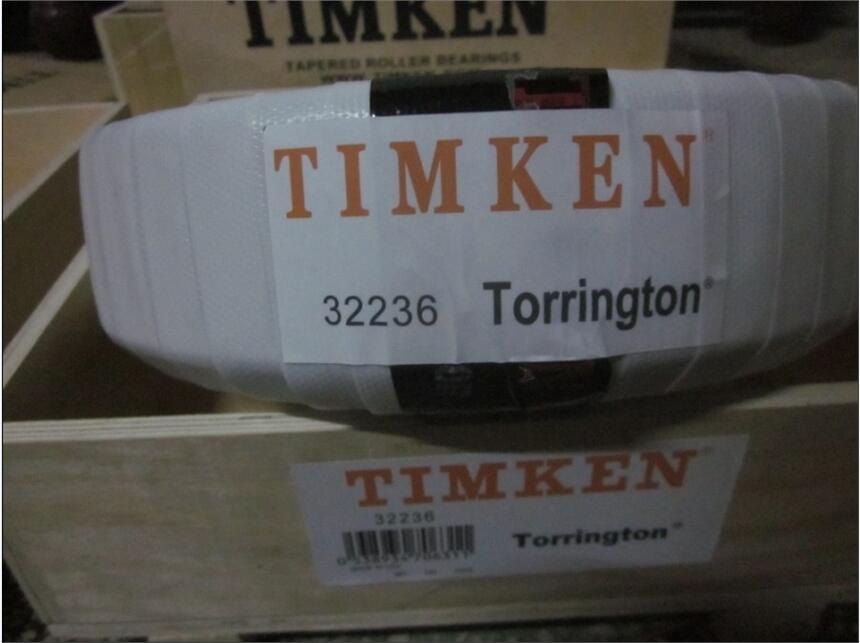 TIMKEN
TAPERED ROLLER BEARINGS
TIMKEN®
32236 Torrington®
TIMKEN
32236
Torrington®